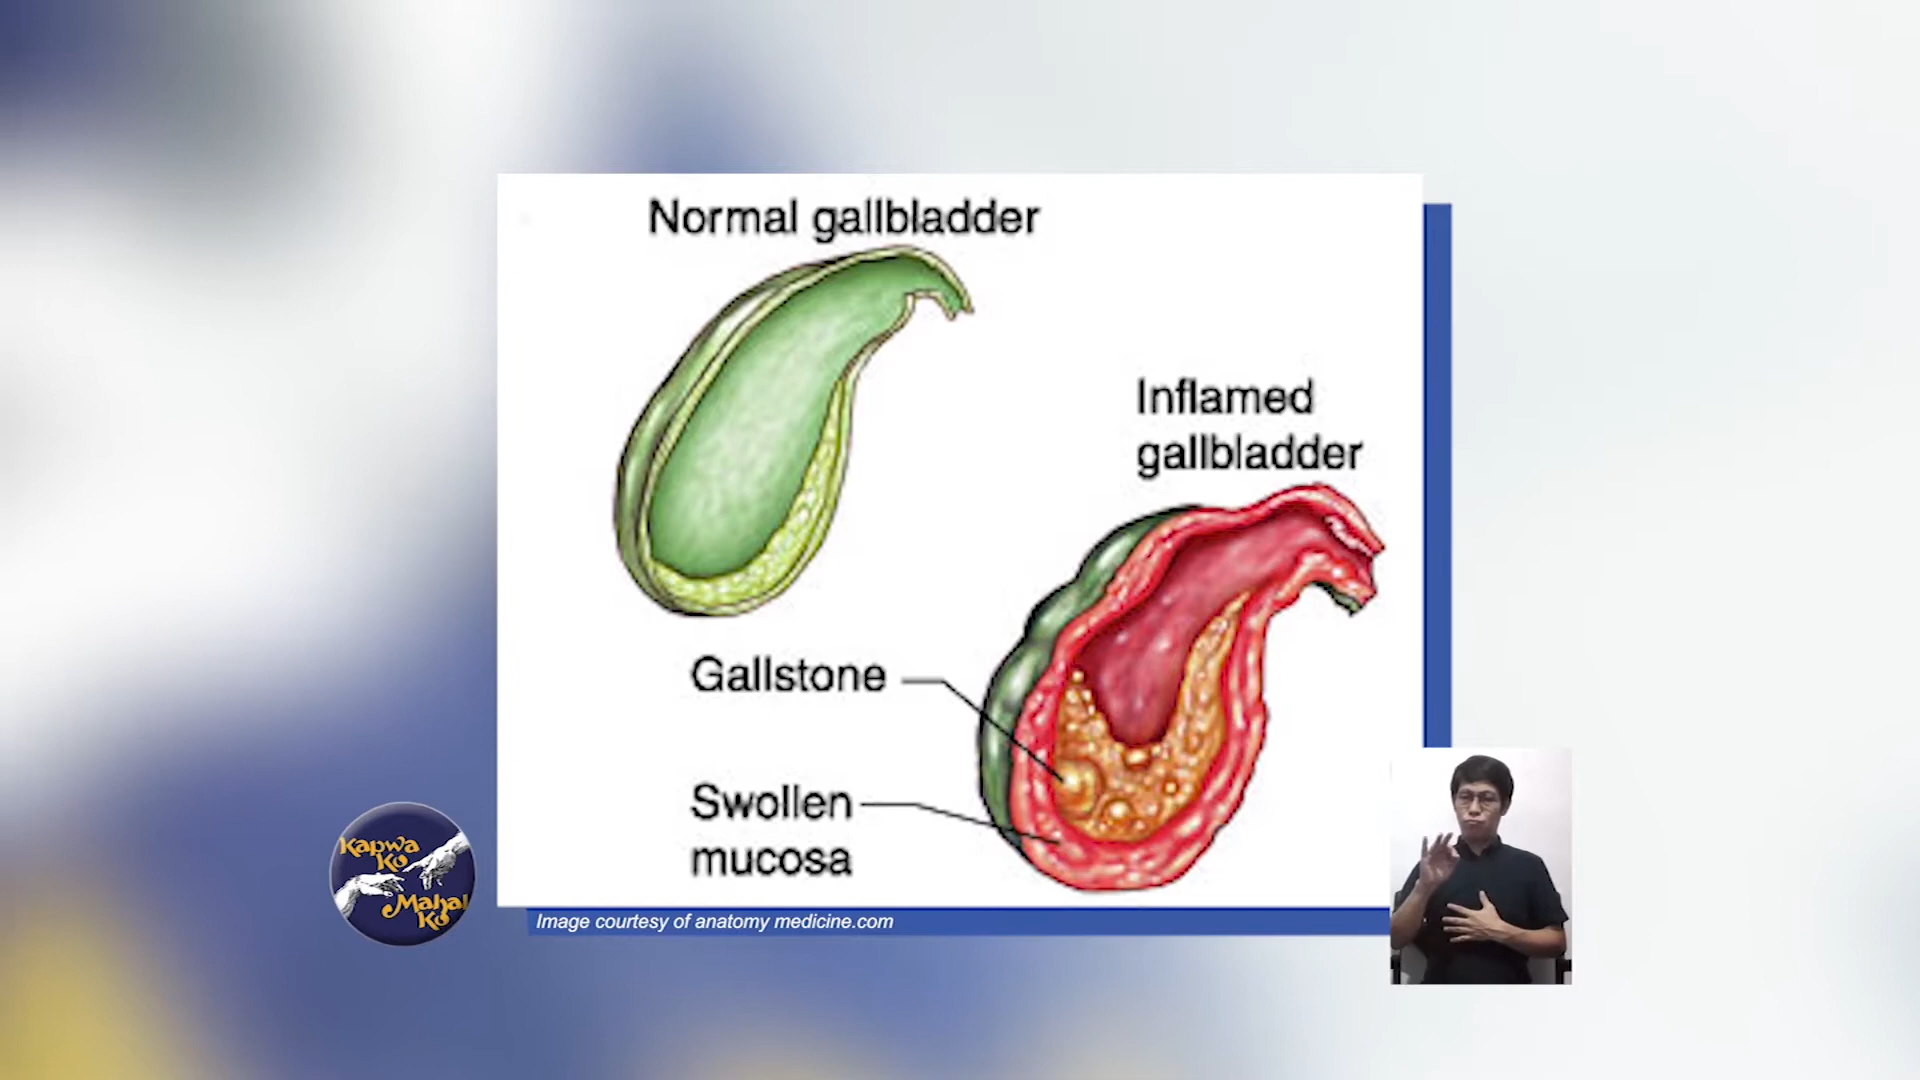 Normal gallbladder
Inflamed
gallbladder
Gallstone
Swollen
mucosa
Kapwa
Ko
Mahal
Ko
Image courtesy of anatomy medicine.com